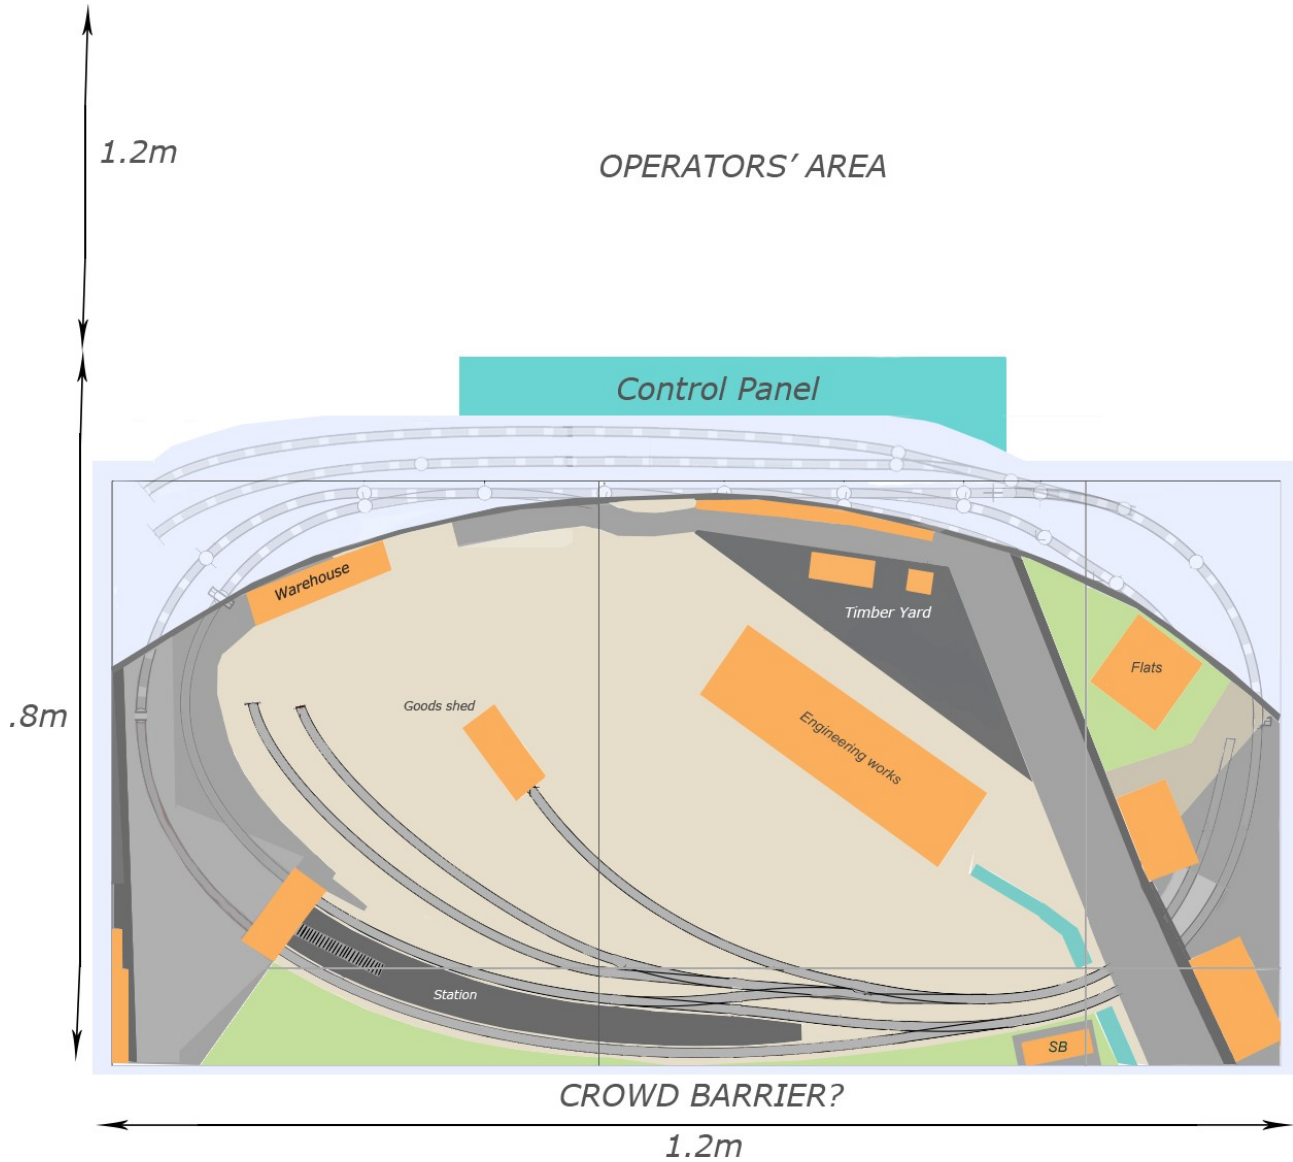 1.2m
OPERATORS’ AREA
Control Panel
Warehouse
Timber Yard
Flats
Goods shed
.8m
Engineering works
Station
SB
CROWD BARRIER?
1.2m